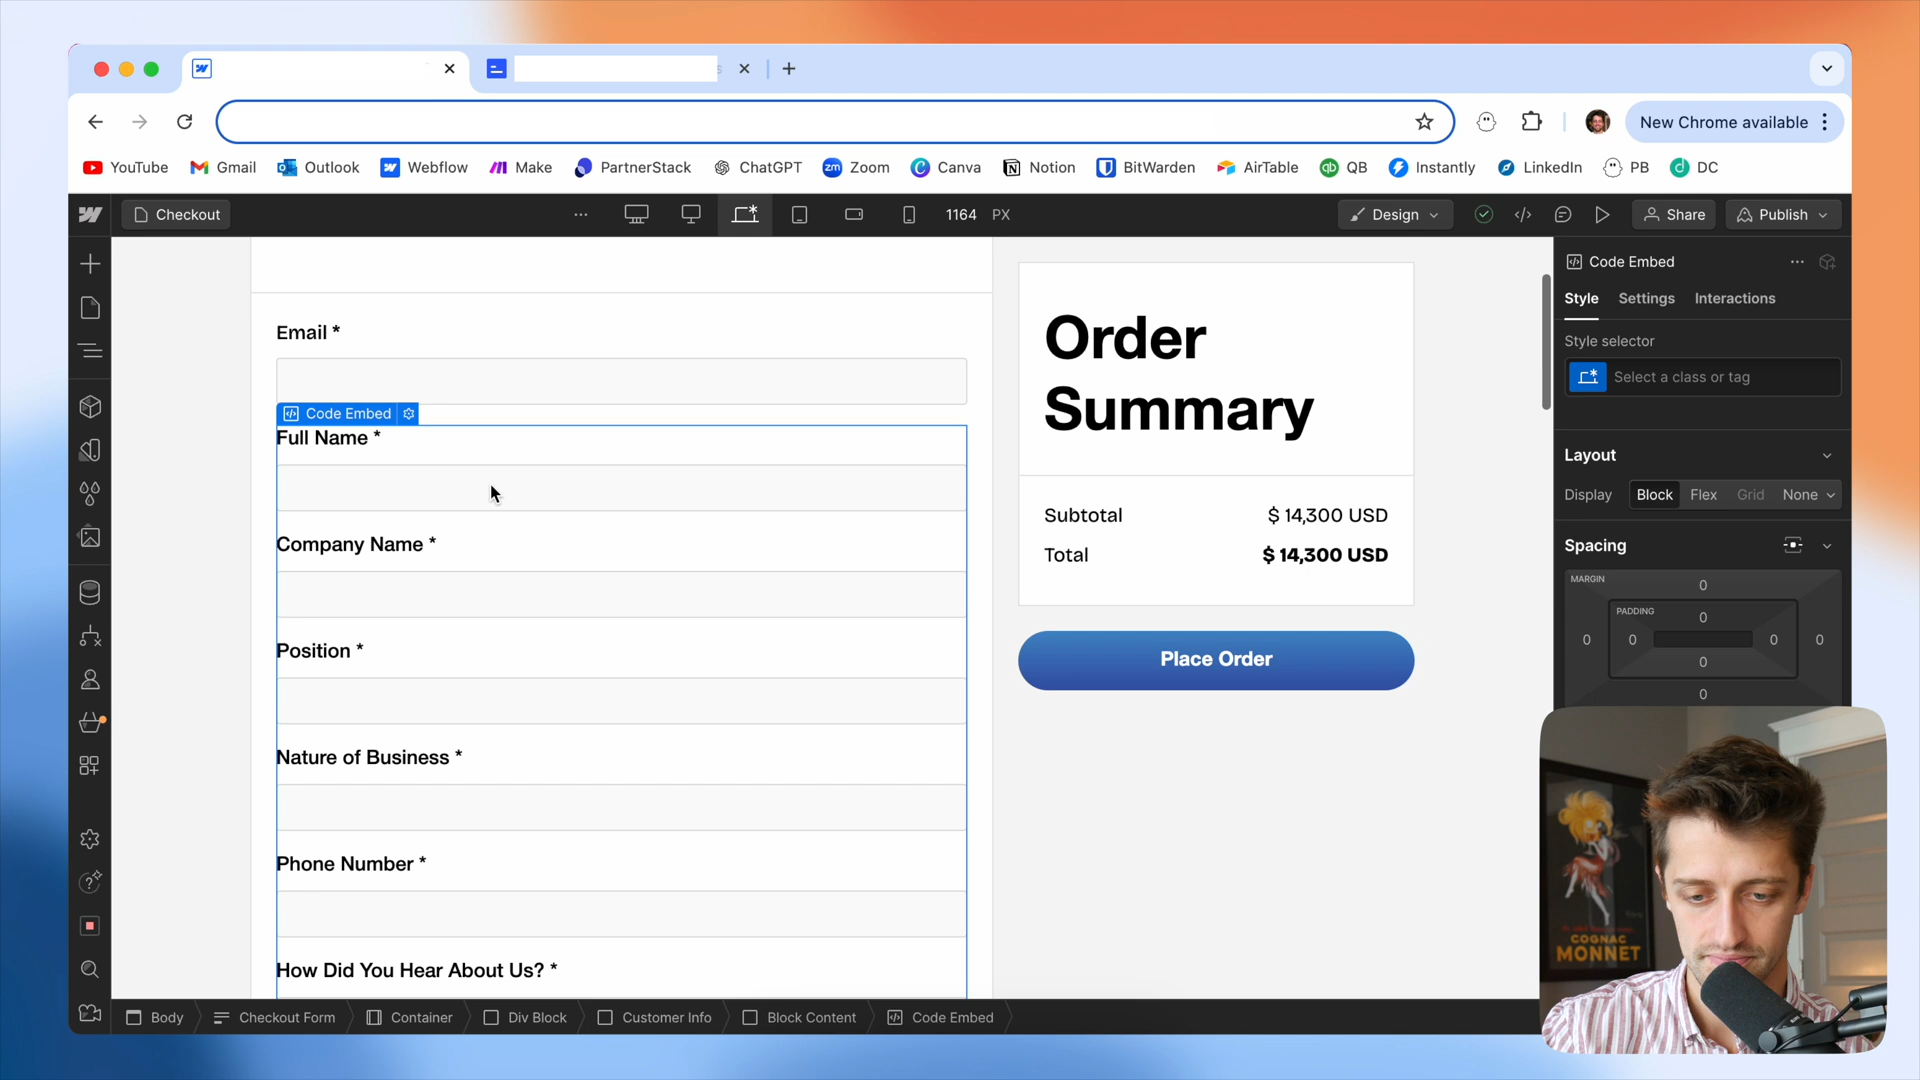 YouTube
Gmail
Outlook
Webflow
Make
PartnerStack
ChatGPT
zm Zoom
Canva
Notion
BitWarden
AirTable
qb QB
Instantly
LinkedIn
PB
DC
New Chrome available
Checkout
1164 PX
Design
Share
Publish
Email *
Code Embed
Full Name *
Company Name *
Position *
Nature of Business *
Phone Number *
How Did You Hear About Us? *
Order
Summary
Subtotal $ 14,300 USD
Total $ 14,300 USD
Place Order
Code Embed
Style Settings Interactions
Style selector
Select a class or tag
Layout
Display Block Flex Grid None
Spacing
MARGIN
0
PADDING
0
0 0 0 0
0
0
COGNAC
MONNET
Body Checkout Form Container Div Block Customer Info Block Content Code Embed